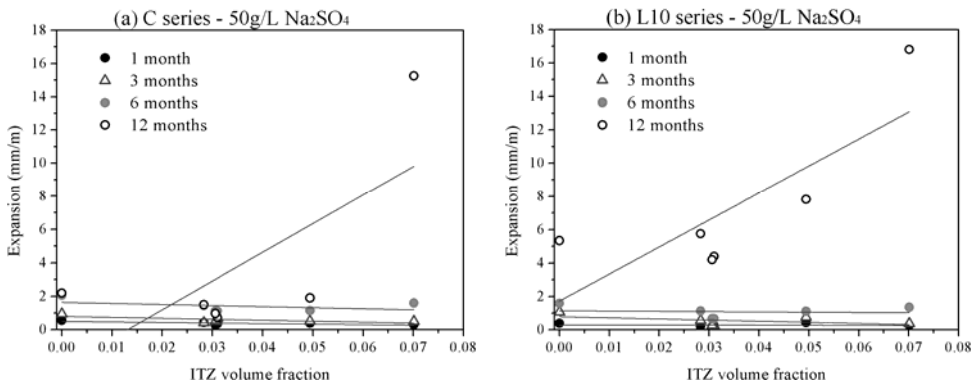 (a) C series - 50g/L Na₂SO₄
18
16
14
12
10
8
6
4
2
0
Expansion (mm/m)
1 month
3 months
6 months
12 months
0.00 0.01 0.02 0.03 0.04 0.05 0.06 0.07 0.08
ITZ volume fraction
(b) L10 series - 50g/L Na₂SO₄
18
16
14
12
10
8
6
4
2
0
Expansion (mm/m)
1 month
3 months
6 months
12 months
0.00 0.01 0.02 0.03 0.04 0.05 0.06 0.07 0.08
ITZ volume fraction